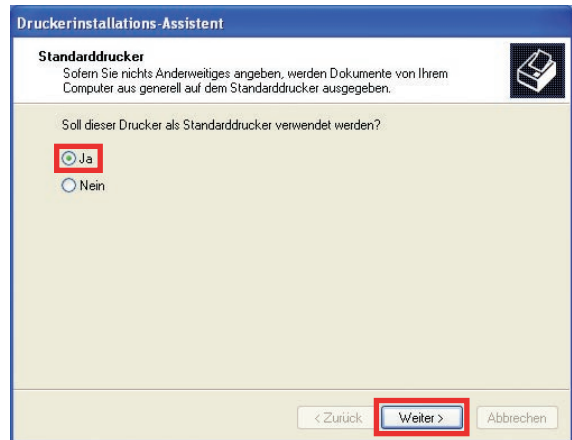 Druckerinstallations-Assistent
Standarddrucker
Sofern Sie nichts Anderweitiges angeben, werden Dokumente von Ihrem
Computer aus generell auf dem Standarddrucker ausgegeben.
Soll dieser Drucker als Standarddrucker verwendet werden?
Ja
Nein
< Zurück Weiter > Abbrechen